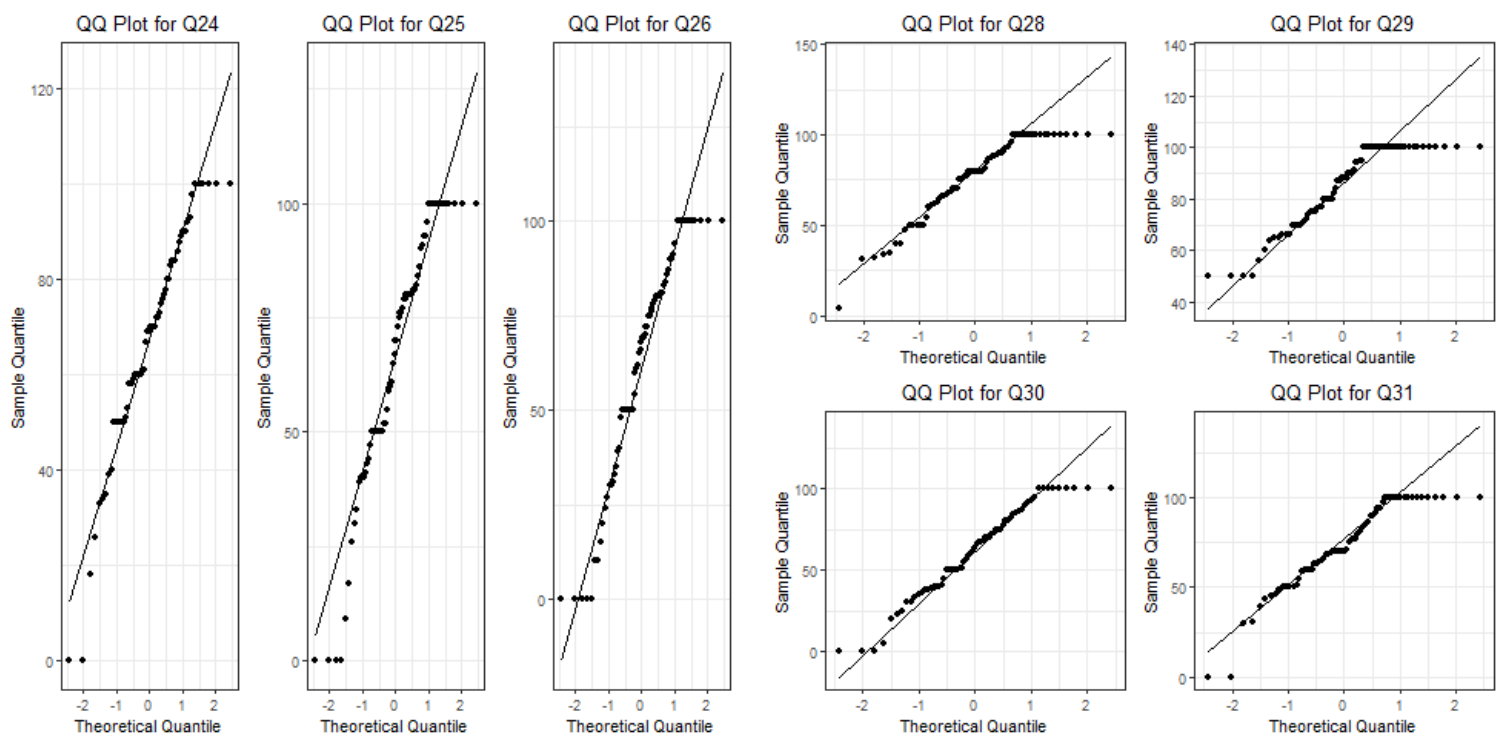 QQ Plot for Q24
120
80
40
0
Sample Quantile
-2 -1 0 1 2
Theoretical Quantile
QQ Plot for Q25
100
50
0
Sample Quantile
-2 -1 0 1 2
Theoretical Quantile
QQ Plot for Q26
100
50
0
Sample Quantile
-2 -1 0 1 2
Theoretical Quantile
QQ Plot for Q28
150
100
50
0
Sample Quantile
-2 -1 0 1 2
Theoretical Quantile
QQ Plot for Q29
140
120
100
80
60
40
Sample Quantile
-2 -1 0 1 2
Theoretical Quantile
QQ Plot for Q30
100
50
0
Sample Quantile
-2 -1 0 1 2
Theoretical Quantile
QQ Plot for Q31
100
50
0
Sample Quantile
-2 -1 0 1 2
Theoretical Quantile